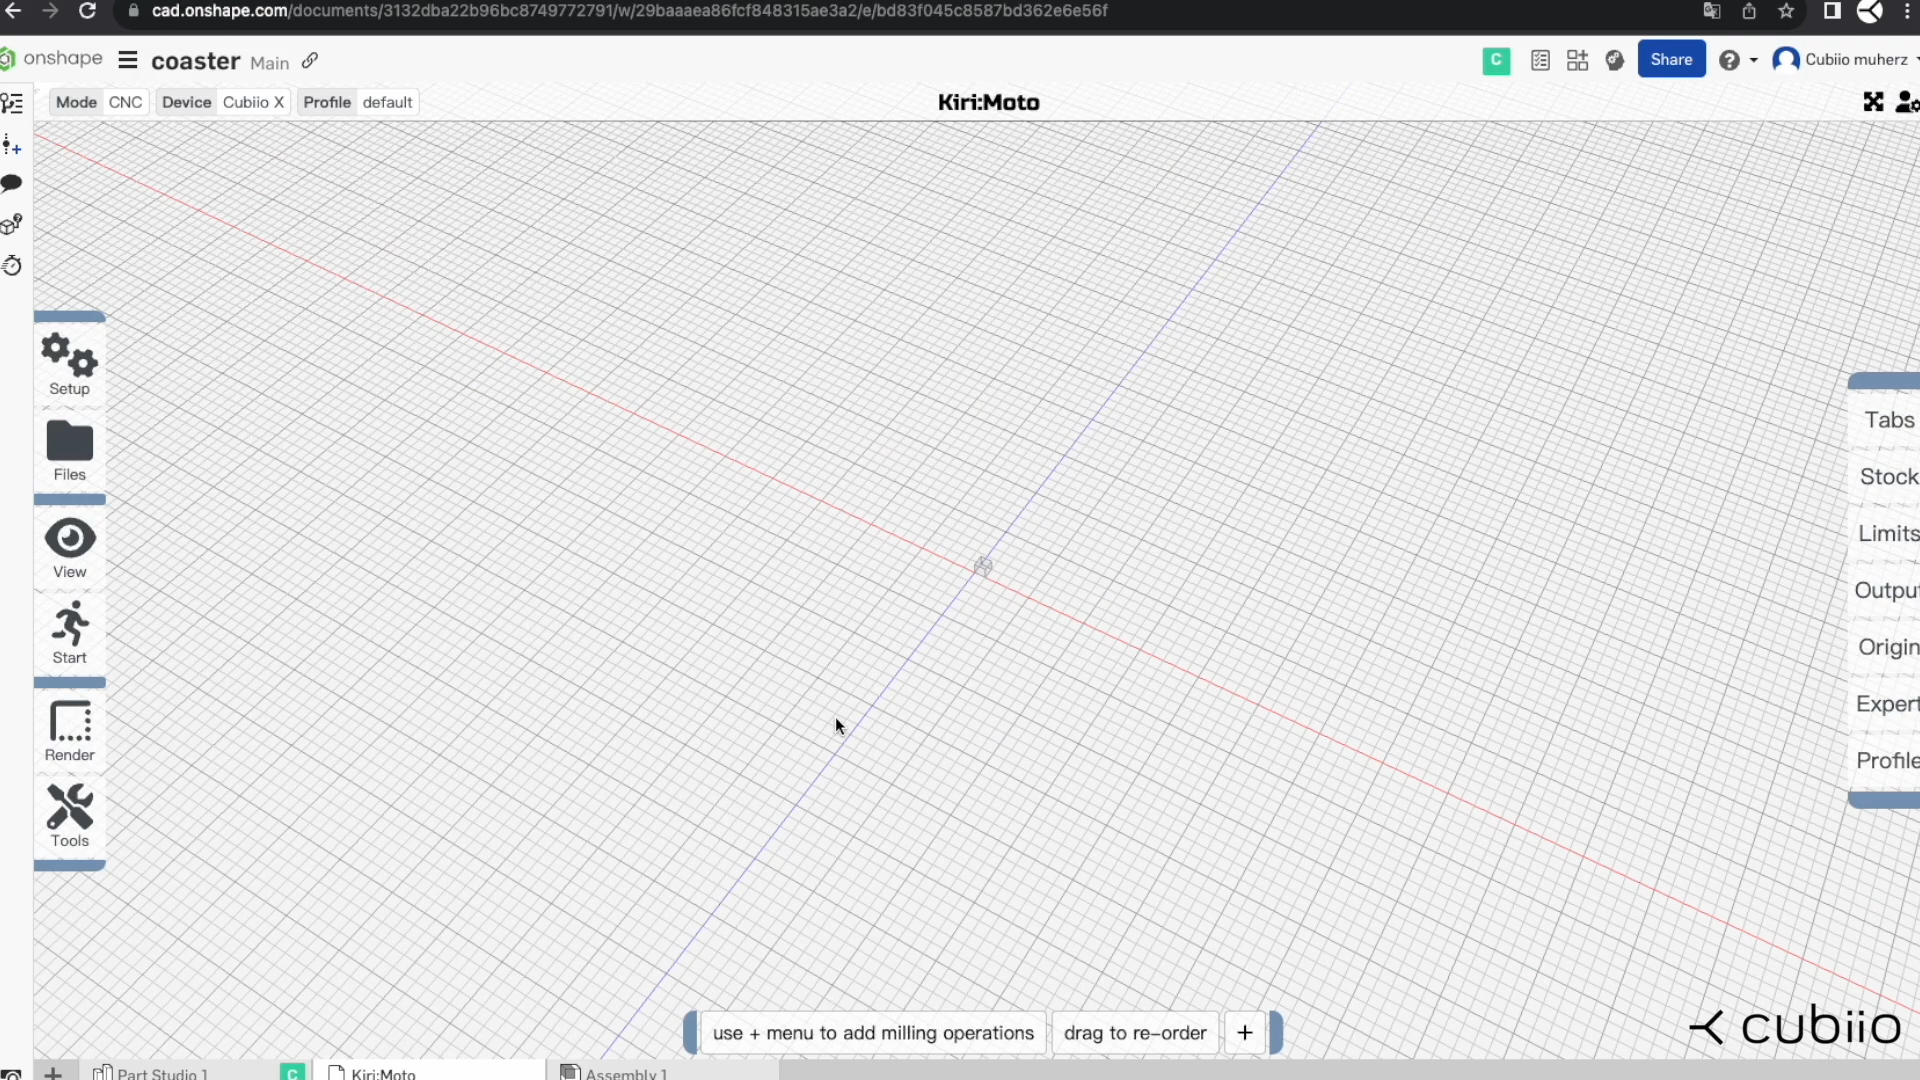 cad.onshape.com/documents/3132dba22b96bc8749772791/w/29baaaea86fcf848315ae3a2/e/bd83f045c8587bd362e6e56f
onshape coaster Main C Share ? Cubiio muherz
Mode CNC Device Cubiio X Profile default Kiri:Moto
Setup
Files
View
Start
Render
Tools
Tabs
Stock
Limits
Output
Origin
Expert
Profile
use + menu to add milling operations drag to re-order +
cubiio
+ Part Studio 1 C Kiri:Moto Assembly 1